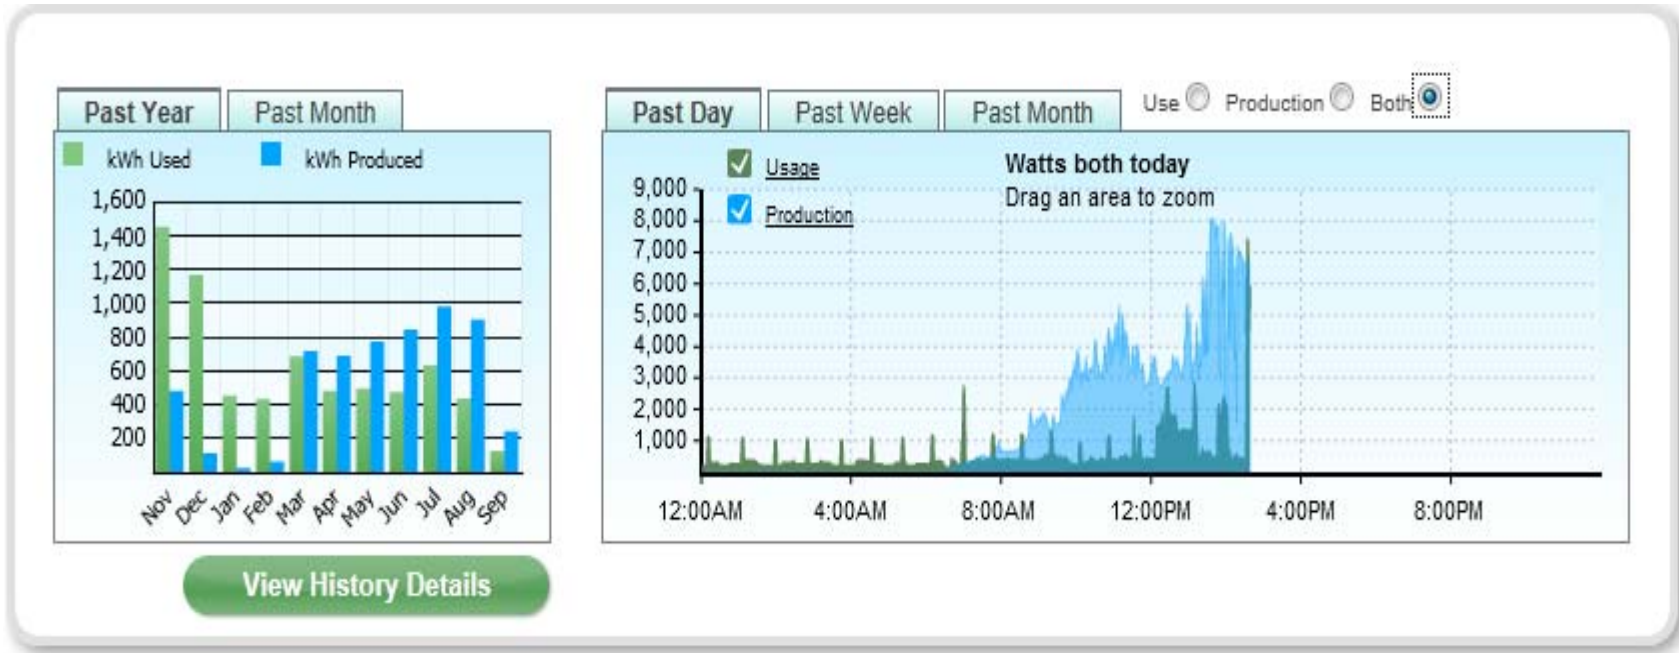 Past Year Past Month
kWh Used kWh Produced
1,600
1,400
1,200
1,000
800
600
400
200
Nov Dec Jan Feb Mar Apr May Jun Jul Aug Sep
View History Details
Past Day Past Week Past Month Use Production Both
Usage
Production
Watts both today
Drag an area to zoom
9,000
8,000
7,000
6,000
5,000
4,000
3,000
2,000
1,000
12:00AM 4:00AM 8:00AM 12:00PM 4:00PM 8:00PM